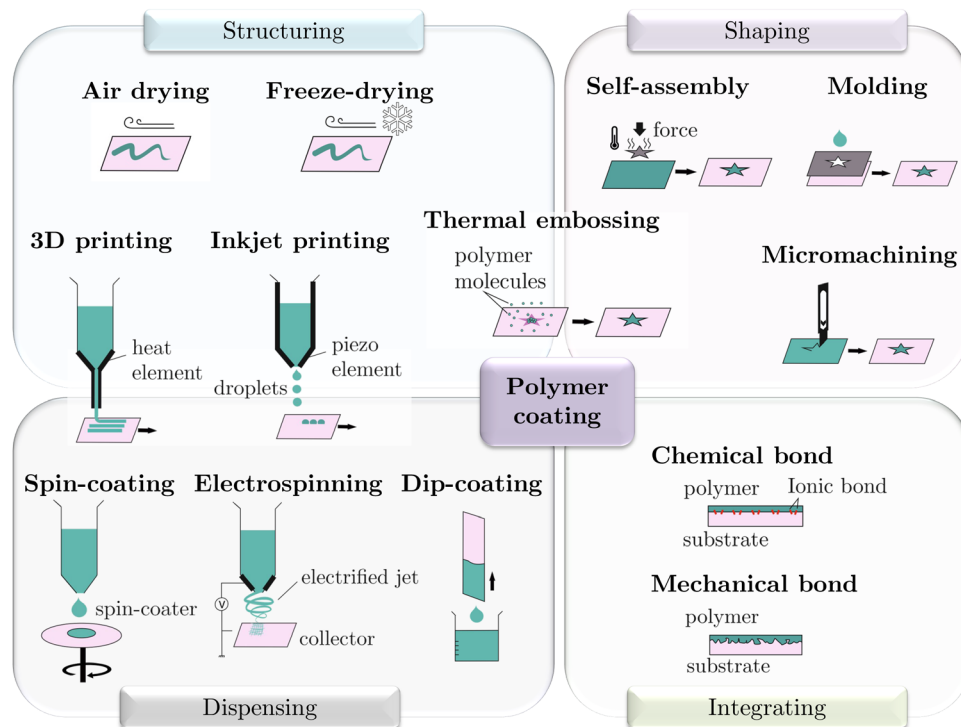 Structuring
Shaping
Air drying
Freeze-drying
Self-assembly
Molding
force
3D printing
Inkjet printing
Thermal embossing
polymer
molecules
Micromachining
heat
element
piezo
element
droplets
Polymer
coating
Spin-coating
Electrospinning
Dip-coating
Chemical bond
polymer
Ionic bond
substrate
electrified jet
V
spin-coater
collector
Mechanical bond
polymer
substrate
Dispensing
Integrating